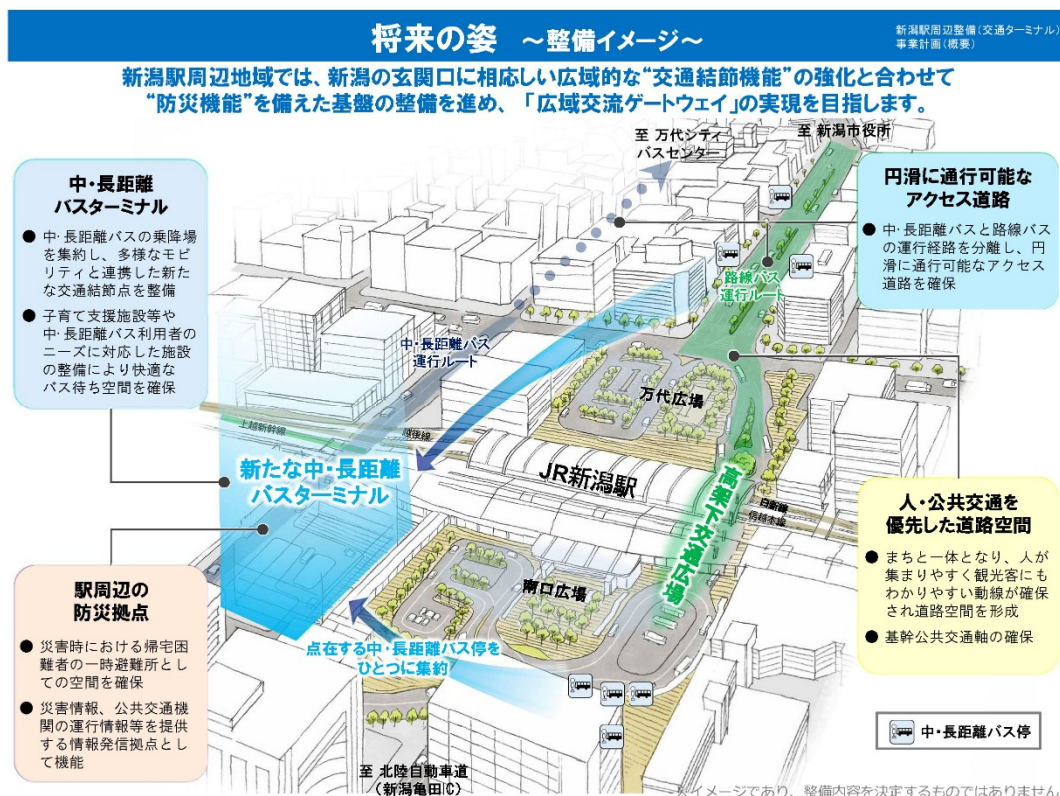 将来の姿 ～整備イメージ～
新潟駅周辺整備(交通ターミナル)
事業計画(概要)
新潟駅周辺地域では、新潟の玄関口に相応しい広域的な“交通結節機能”の強化と合わせて
“防災機能”を備えた基盤の整備を進め、「広域交流ゲートウェイ」の実現を目指します。
至 万代シティ
バスセンター
至 新潟市役所
中・長距離
バスターミナル
● 中・長距離バスの乗降場
を集約し、多様なモビ
リティと連携した新た
な交通結節点を整備
● 子育て支援施設等や
中・長距離バス利用者の
ニーズに対応した施設
の整備により快適な
バス待ち空間を確保
円滑に通行可能な
アクセス道路
● 中・長距離バスと路線バス
の運行経路を分離し、円
滑に通行可能なアクセス
道路を確保
路線バス
運行ルート
中・長距離バス
運行ルート
万代広場
上越新幹線
越後線
新たな中・長距離
バスターミナル
JR新潟駅
白新線
信越本線
高架下交通広場
南口広場
人・公共交通を
優先した道路空間
● まちと一体となり、人が
集まりやすく観光客にも
わかりやすい動線が確保
され道路空間を形成
● 基幹公共交通軸の確保
駅周辺の
防災拠点
● 災害時における帰宅困
難者の一時避難所とし
ての空間を確保
● 災害情報、公共交通機
関の運行情報等を提供
する情報発信拠点とし
て機能
点在する中・長距離バス停を
ひとつに集約
中・長距離バス停
至 北陸自動車道
(新潟亀田IC)
※イメージであり、整備内容を決定するものではありません